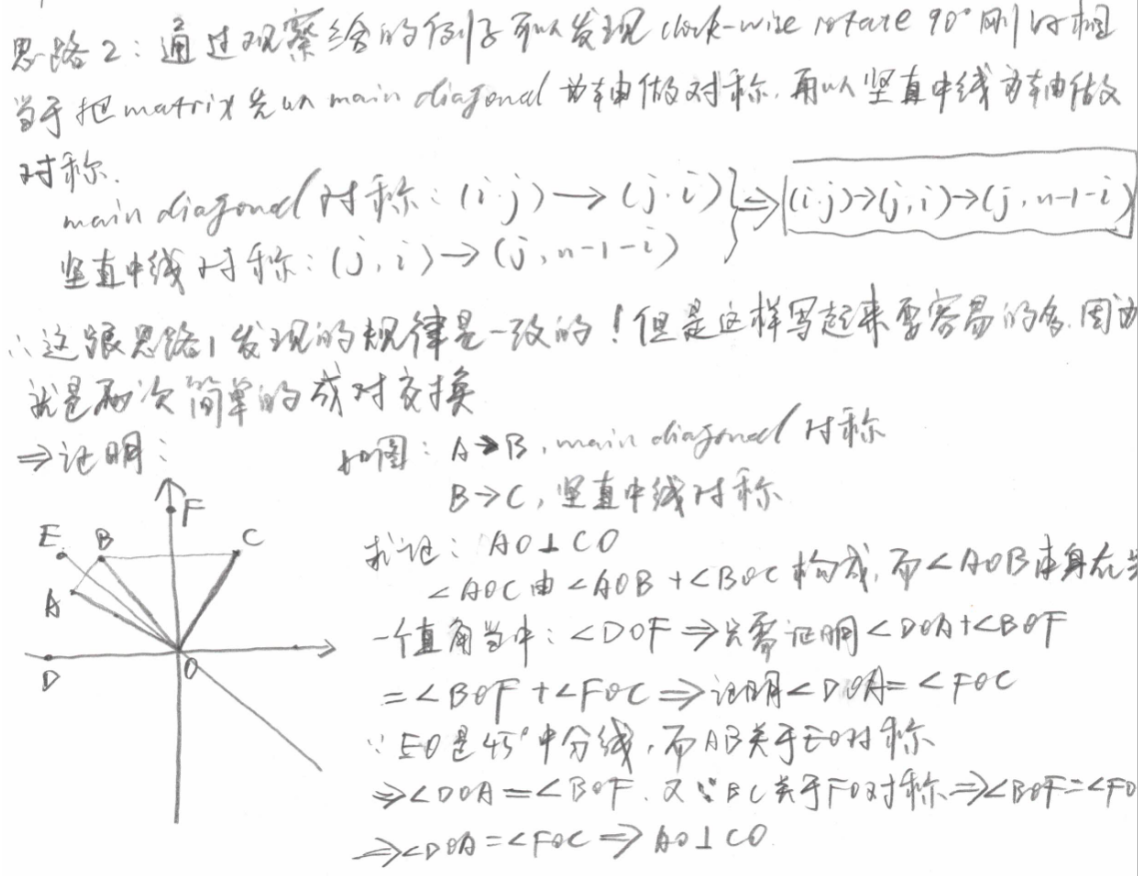 思路2：通过观察给的例子可以发现 clock-wise rotate 90° 刚好相
当于把 matrix 先以 main diagonal 为轴做对称, 再以竖直中线为轴做
对称.
main diagonal 对称：(i,j)→(j,i)}⇒(i,j)→(j,i)→(j,n-1-i)
竖直中线对称：(j,i)→(j,n-1-i)
∴这跟思路1发现的规律是一致的！但是这样写起来要容易的多, 因为
就是两次简单的成对交换
⇒证明：
如图：A→B, main diagonal 对称
B→C, 竖直中线对称
求证：AO⊥CO
∠AOC由∠AOB+∠BOC构成, 而∠AOB本身在
一个直角当中：∠DOF⇒只需证明∠DOA+∠BOF
=∠BOF+∠FOC⇒证明∠DOA=∠FOC
∵EO是45°中分线, 而AB关于EO对称
⇒∠DOA=∠BOF. 又∵BC关于FO对称⇒∠BOF=∠FO
⇒∠DOA=∠FOC⇒AO⊥CO
F
E
B
C
A
D
O